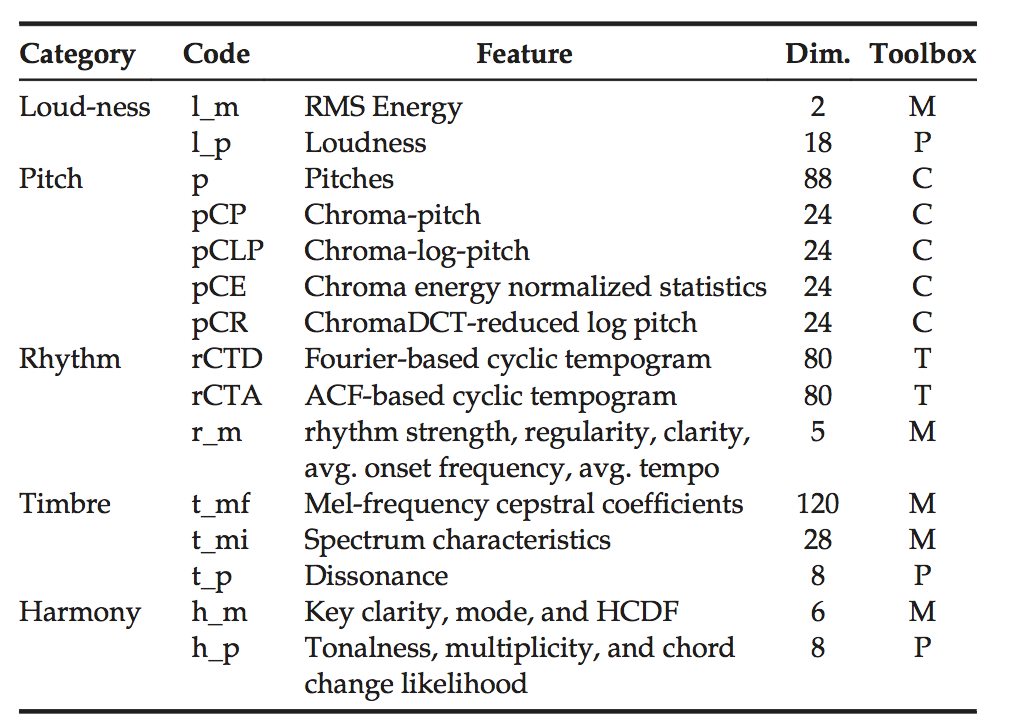 Category Code Feature Dim. Toolbox
Loud-ness l_m RMS Energy 2 M
l_p Loudness 18 P
Pitch p Pitches 88 C
pCP Chroma-pitch 24 C
pCLP Chroma-log-pitch 24 C
pCE Chroma energy normalized statistics 24 C
pCR ChromaDCT-reduced log pitch 24 C
Rhythm rCTD Fourier-based cyclic tempogram 80 T
rCTA ACF-based cyclic tempogram 80 T
r_m rhythm strength, regularity, clarity, 5 M
avg. onset frequency, avg. tempo
Timbre t_mf Mel-frequency cepstral coefficients 120 M
t_mi Spectrum characteristics 28 M
t_p Dissonance 8 P
Harmony h_m Key clarity, mode, and HCDF 6 M
h_p Tonalness, multiplicity, and chord 8 P
change likelihood